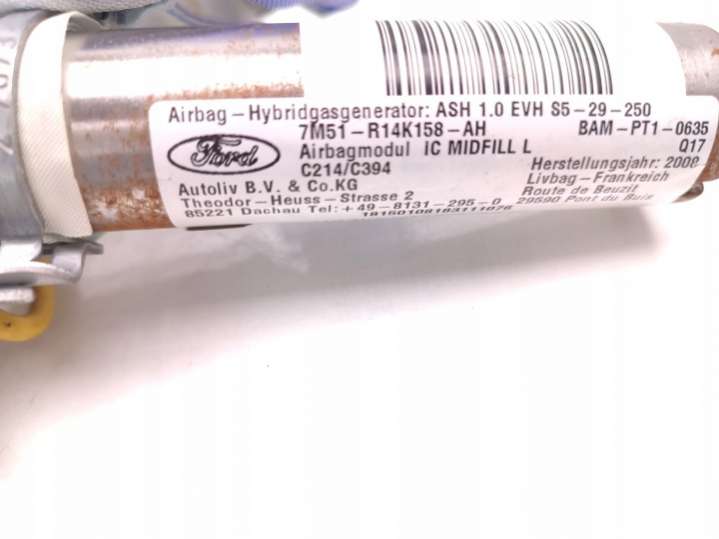 Airbag-Hybridgasgenerator: ASH 1.0 EVH S5-29-250
7M51-R14K158-AH BAM-PT1-0635
Ford Airbagmodul IC MIDFILL L Q17
C214/C394 Herstellungsjahr: 2008
Autoliv B.V. & Co.KG Livbag-Frankreich
Theodor-Heuss-Strasse 2 Route de Beuzit
85221 Dachau Tel: +49-8131-295-0 29590 Pont du Buis